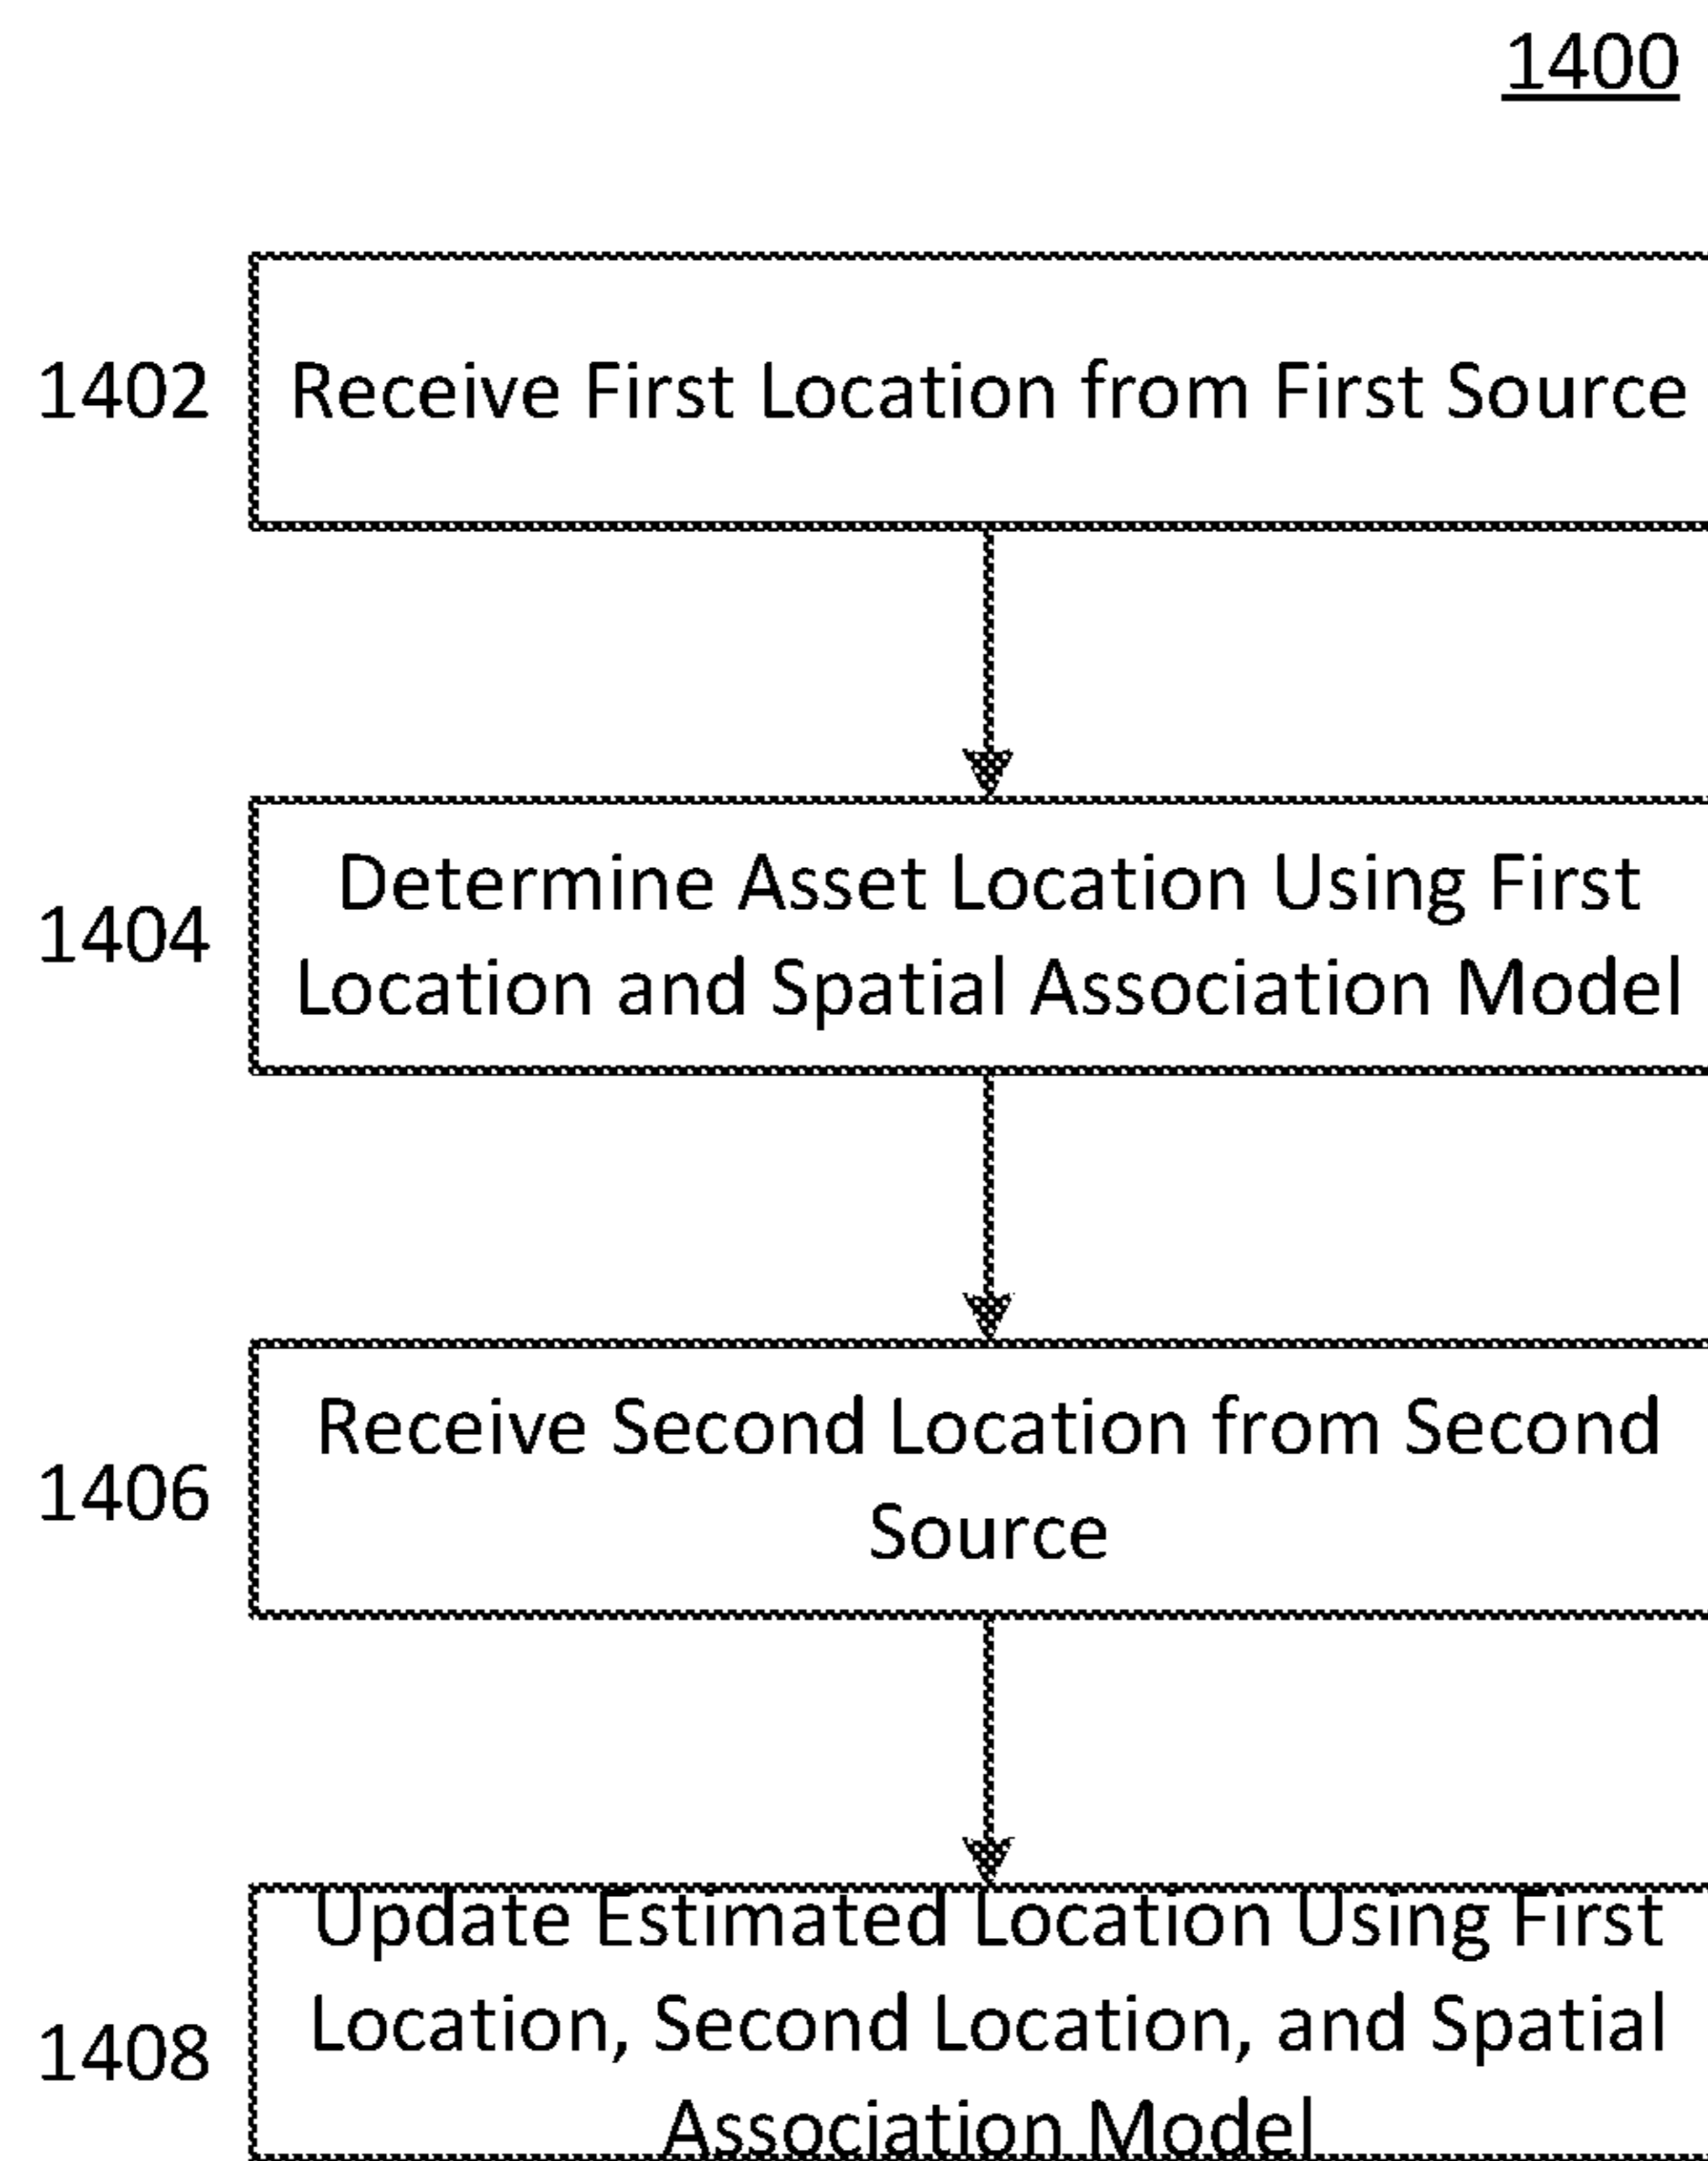 1400
1402
Receive First Location from First Source
1404
Determine Asset Location Using First
Location and Spatial Association Model
1406
Receive Second Location from Second
Source
1408
Update Estimated Location Using First
Location, Second Location, and Spatial
Association Model